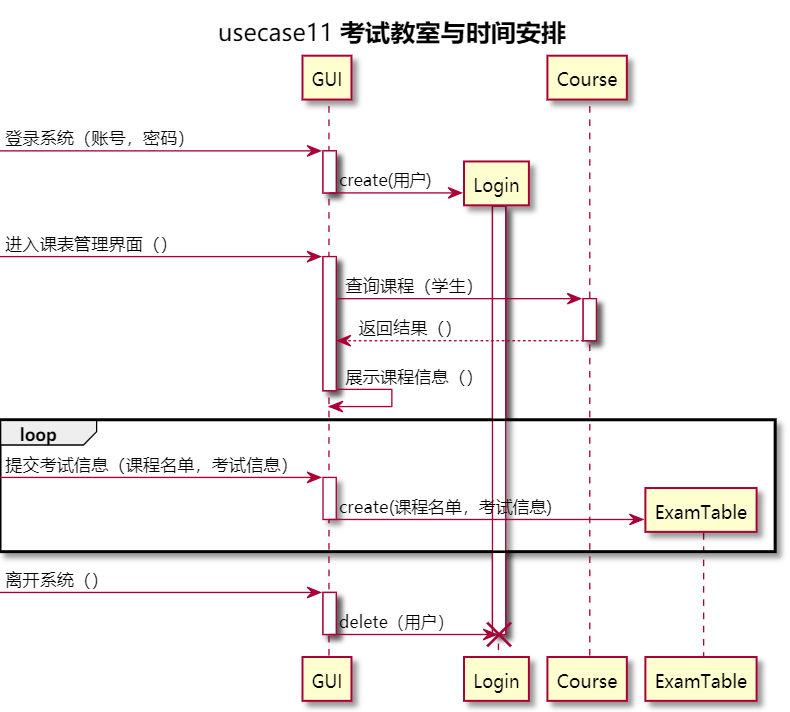 usecase11 考试教室与时间安排
GUI
Course
登录系统（账号，密码）
create(用户)
Login
进入课表管理界面（）
查询课程（学生）
返回结果（）
展示课程信息（）
loop
提交考试信息（课程名单，考试信息）
create(课程名单，考试信息)
ExamTable
离开系统（）
delete（用户）
GUI
Login
Course
ExamTable